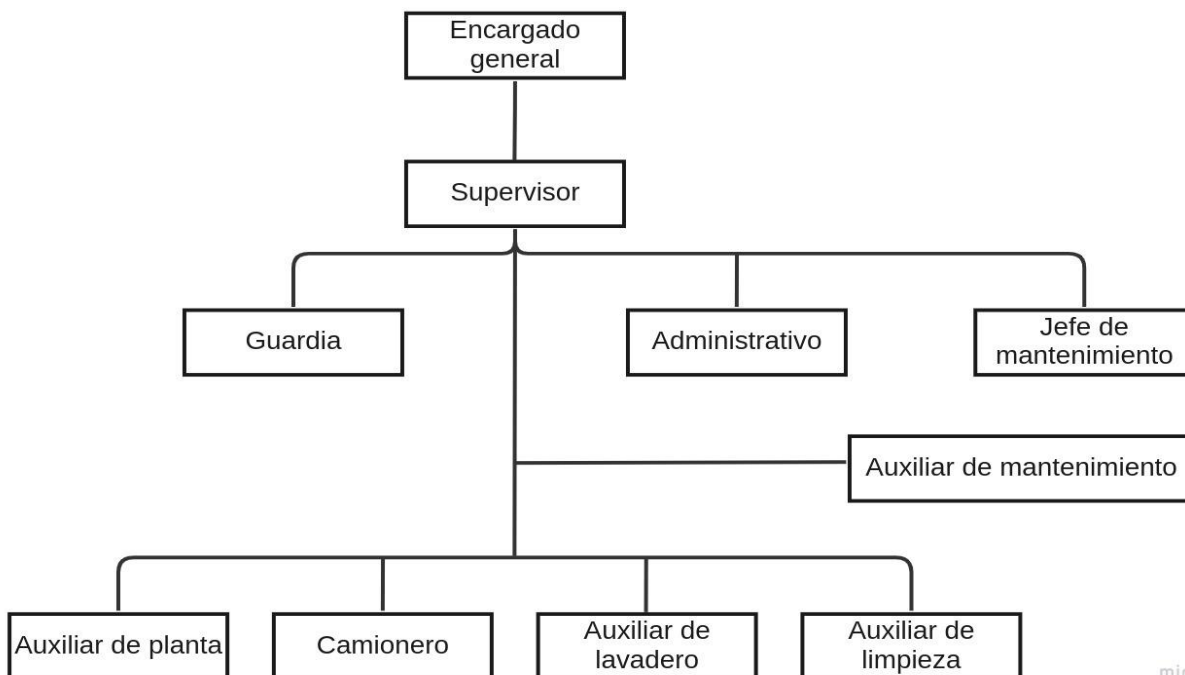 Encargado
general
Supervisor
Guardia
Administrativo
Jefe de
mantenimiento
Auxiliar de mantenimiento
Auxiliar de planta
Camionero
Auxiliar de
lavadero
Auxiliar de
limpieza